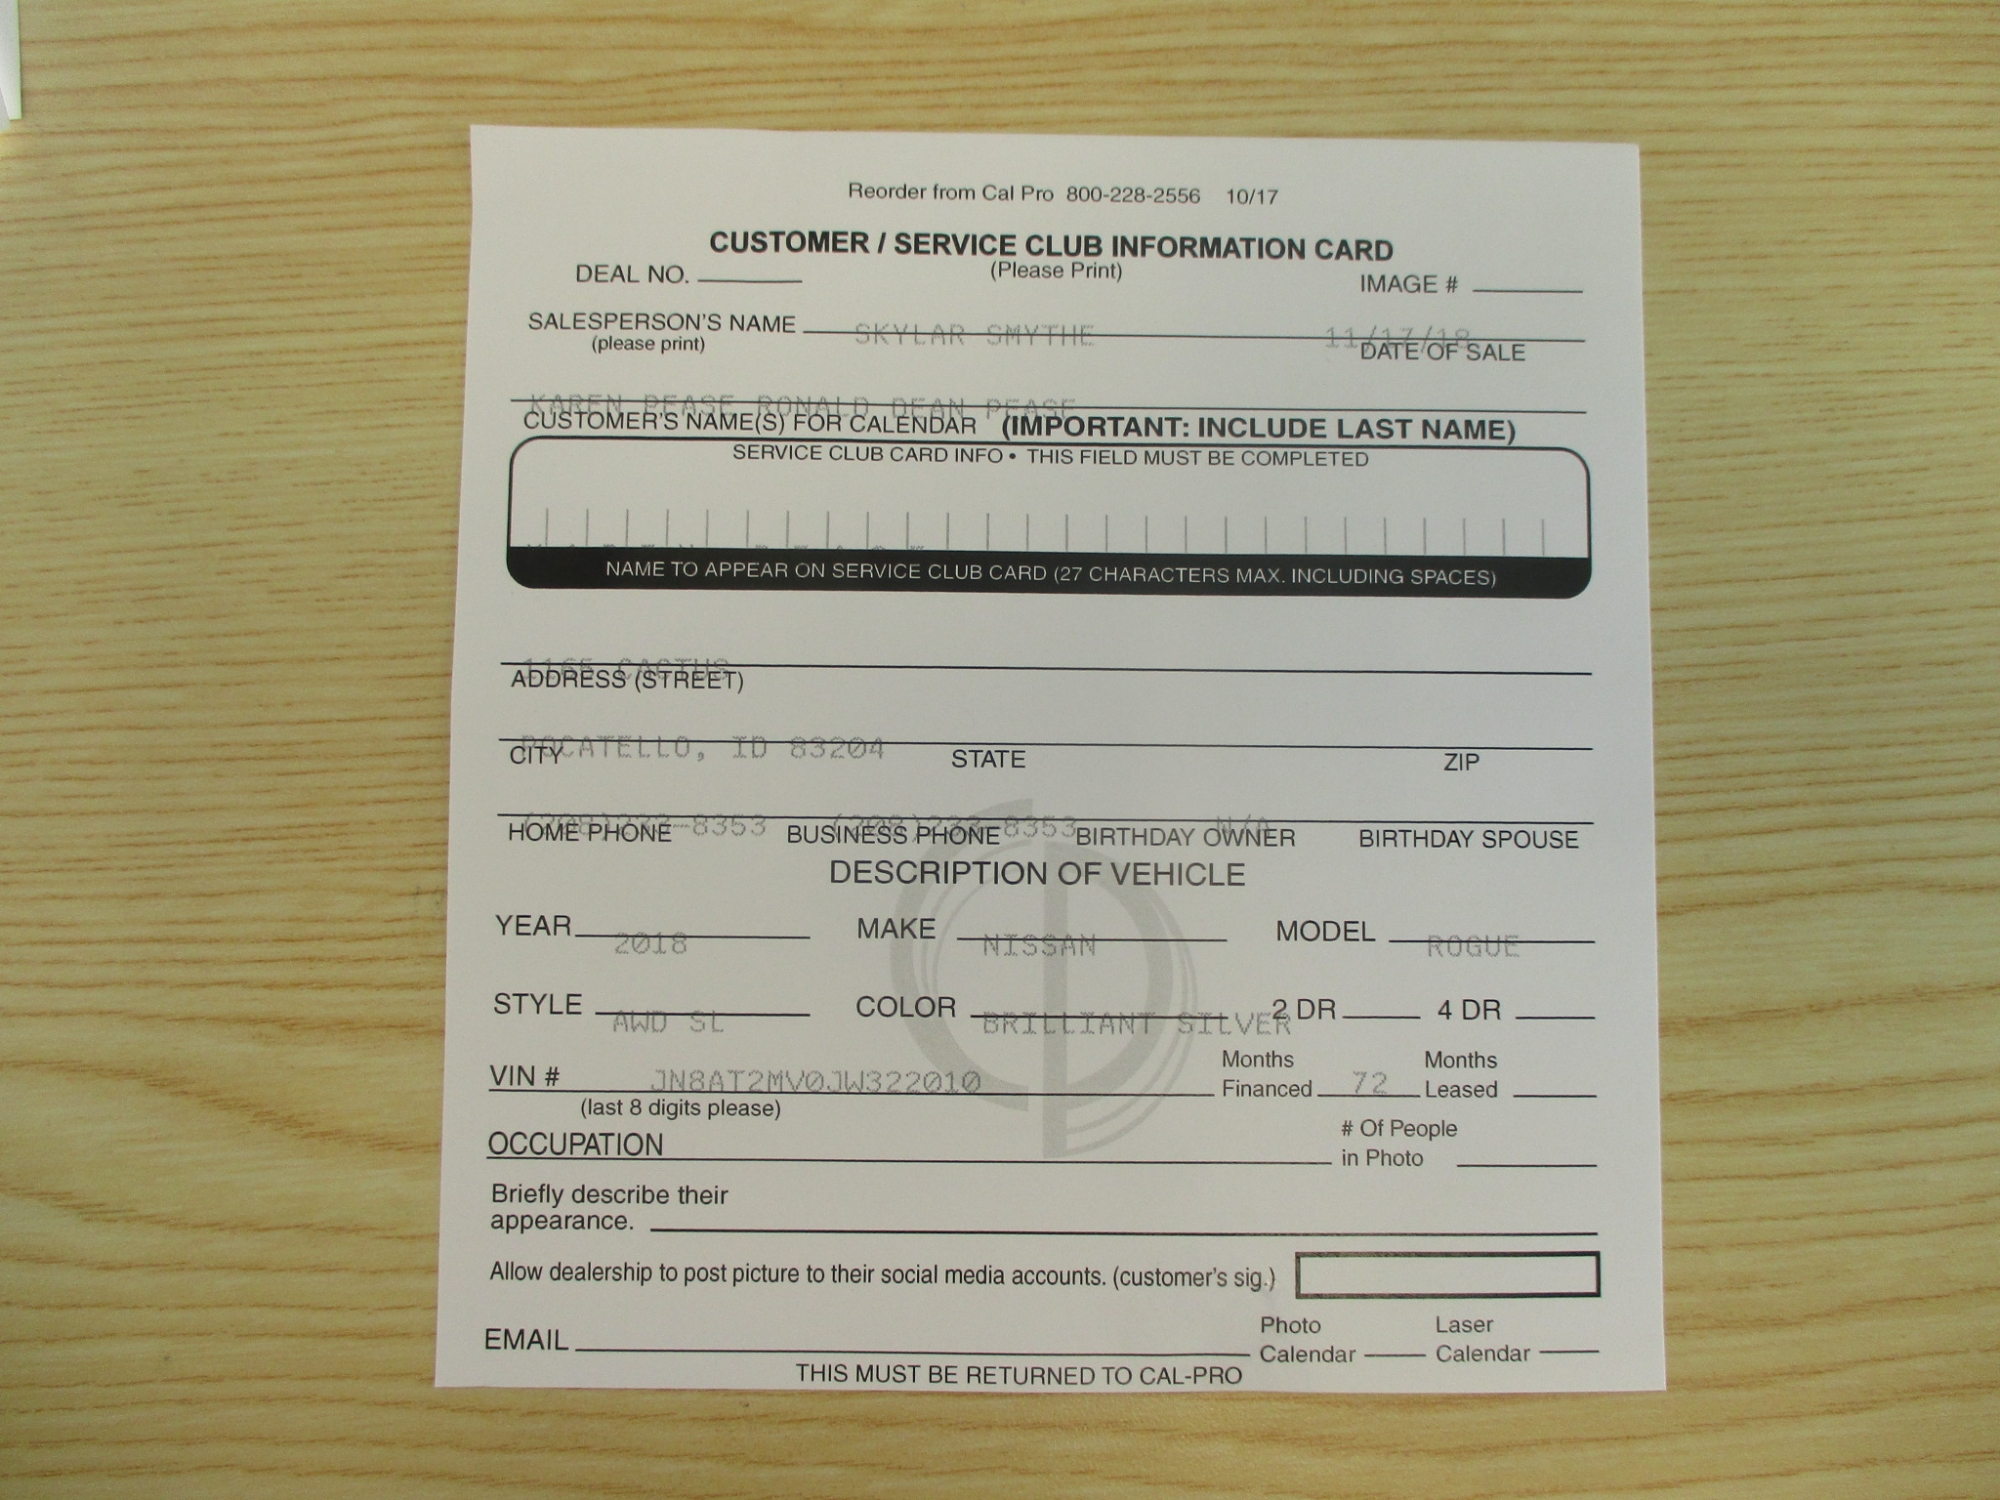 Reorder from Cal Pro 800-228-2556 10/17
CUSTOMER / SERVICE CLUB INFORMATION CARD
DEAL NO. (Please Print) IMAGE #
SALESPERSON'S NAME SKYLAR SMYTHE 11/17/18
(please print) DATE OF SALE
KAREN PEASE RONALD DEAN PEASE
CUSTOMER'S NAME(S) FOR CALENDAR (IMPORTANT: INCLUDE LAST NAME)
SERVICE CLUB CARD INFO • THIS FIELD MUST BE COMPLETED
NAME TO APPEAR ON SERVICE CLUB CARD (27 CHARACTERS MAX. INCLUDING SPACES)
1165 CACTUS
ADDRESS (STREET)
POCATELLO, ID 83204
CITY STATE ZIP
N/A
HOME PHONE BUSINESS PHONE BIRTHDAY OWNER BIRTHDAY SPOUSE
DESCRIPTION OF VEHICLE
YEAR 2018 MAKE NISSAN MODEL ROGUE
STYLE AWD SL COLOR BRILLIANT SILVER 2 DR 4 DR
VIN # JN8AT2MV0JW322010 Months Financed 72 Months Leased
(last 8 digits please)
OCCUPATION # Of People in Photo
Briefly describe their
appearance.
Allow dealership to post picture to their social media accounts. (customer's sig.)
EMAIL Photo Calendar Laser Calendar
THIS MUST BE RETURNED TO CAL-PRO